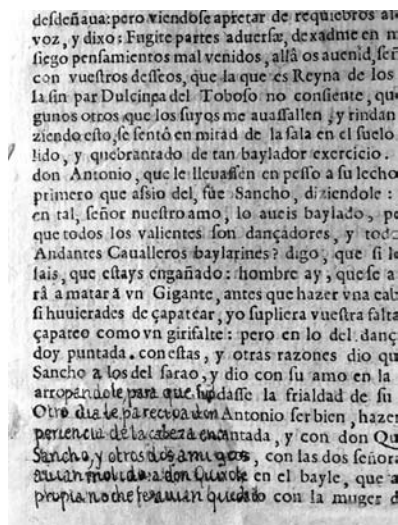 desdeñaua: pero viendose apretar de requiebros al
voz, y dixo: Fugite partes aduersæ, dexadme en m
siego pensamientos mal venidos, allà os auenid, señ
con vuestros desseos, que la que es Reyna de los
la sin par Dulcinea del Toboso no consiente, que
gunos otros que los suyos me auassallen, y rindan
ziendo esto, se sentò en mitad de la sala en el suelo
lido, y quebrantado de tan baylador exercicio.
don Antonio, que le lleuassen en pesso a su lecho
primero que assio del, fue Sancho, diziendole:
en tal, señor nuestro amo, lo aueis baylado, pe
que todos los valientes son dançadores, y todo
Andantes Caualleros baylarines? digo, que si lo
sais, que estays engañado: hombre ay, que se a
râ a matar â vn Gigante, antes que hazer vna cab
si huuierades de çapatear, yo supliera vuestra falta
çapateo como vn girifalte: pero en lo del dança
doy puntada. con estas, y otras razones dio qu
Sancho a los del sarao, y dio con su amo en la
arropandole para que sudasse la frialdad de su
Otro dia le parecio a don Antonio ser bien, hazer
periencia de la cabeza encantada, y con don Qu
Sancho, y otros dos amigos, con las dos señora
auian molido a don Quixote en el bayle, que a
propia noche se auian quedado con la muger d